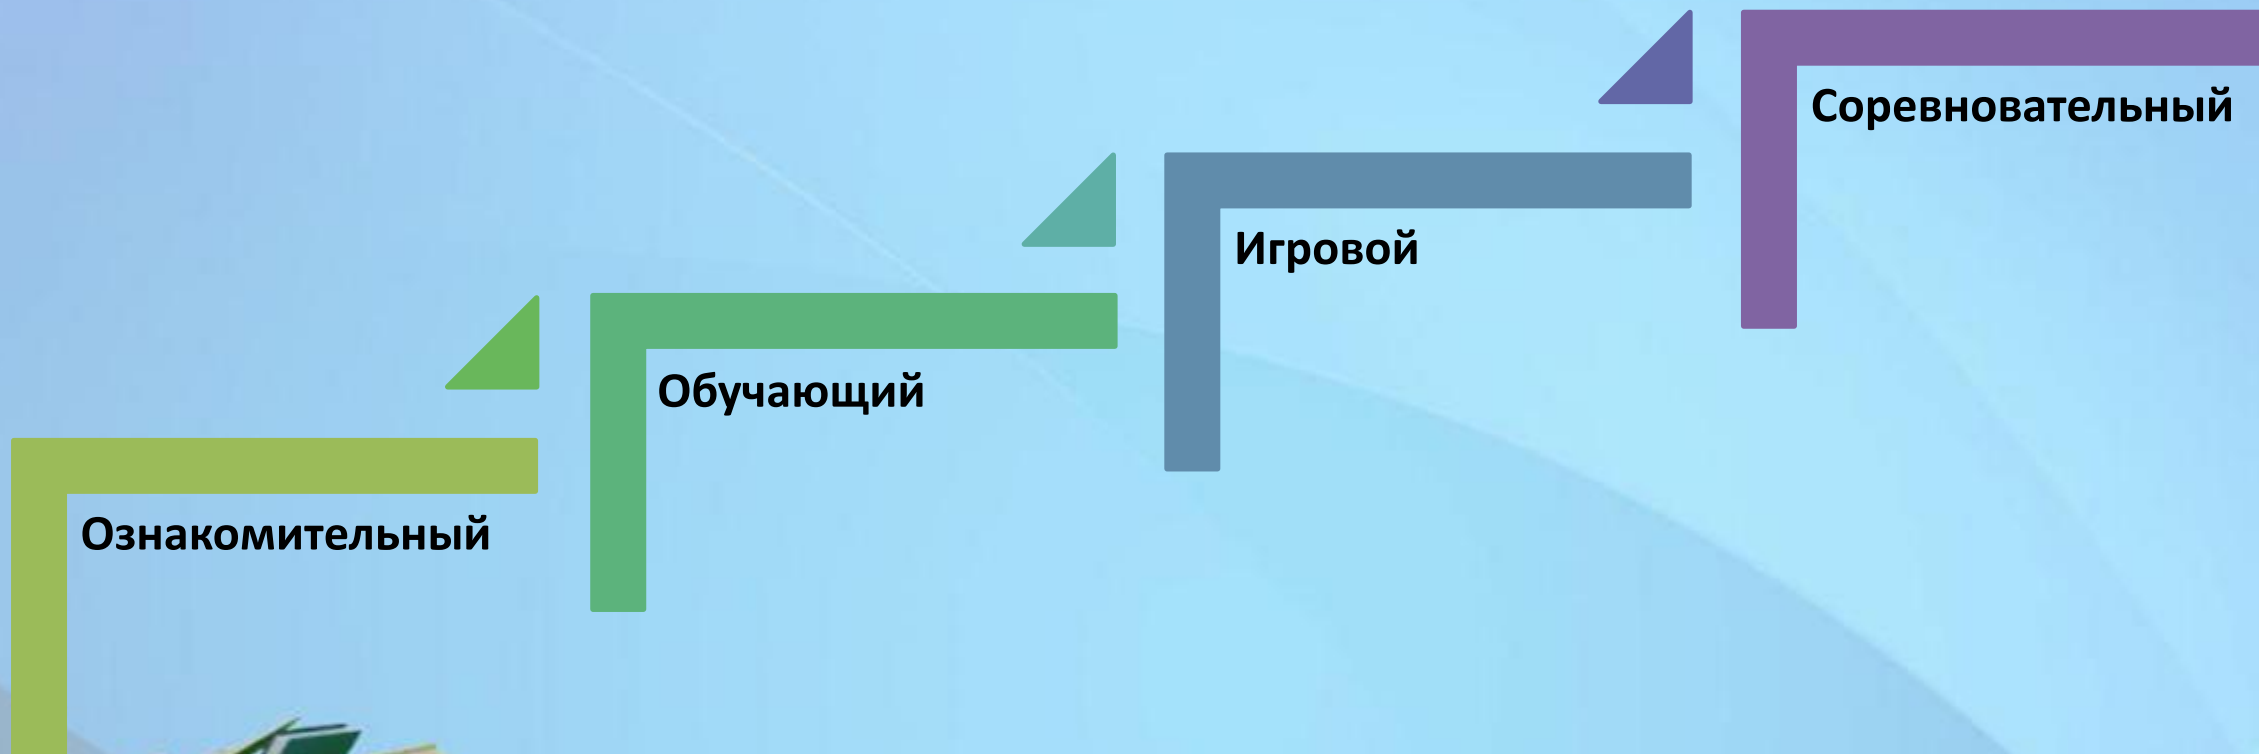 Соревновательный
Игровой
Обучающий
Ознакомительный